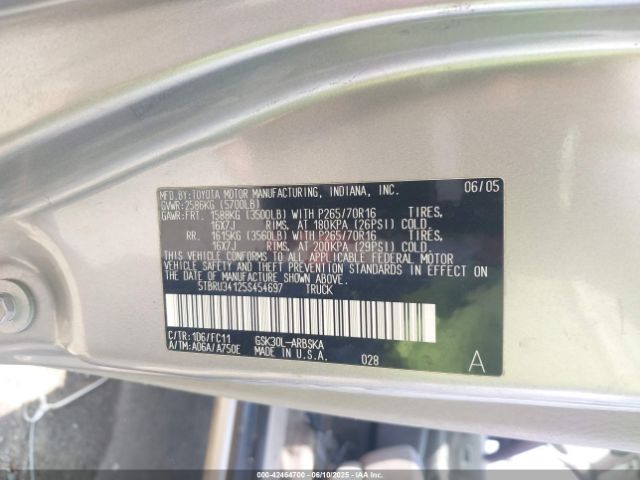 MFD.BY:TOYOTA MOTOR MANUFACTURING, INDIANA, INC. 06/05
GVWR:2586KG (5700LB)
GAWR:FRT. 1588KG (3500LB) WITH P265/70R16 TIRES,
16X7J RIMS, AT 180KPA (26PSI) COLD.
RR. 1615KG (3560LB) WITH P265/70R16 TIRES,
16X7J RIMS, AT 200KPA (29PSI) COLD.
THIS VEHICLE CONFORMS TO ALL APPLICABLE FEDERAL MOTOR
VEHICLE SAFETY AND THEFT PREVENTION STANDARDS IN EFFECT
ON THE DATE OF MANUFACTURE SHOWN ABOVE.
5TBRU34125S454697 TRUCK
C/TR:1D6/FC11 GSK30L-ARBSKA
A/TM:A06A/A750E MADE IN U.S.A. 028 A
000-42464700 - 06/10/2025 - IAAI.COM